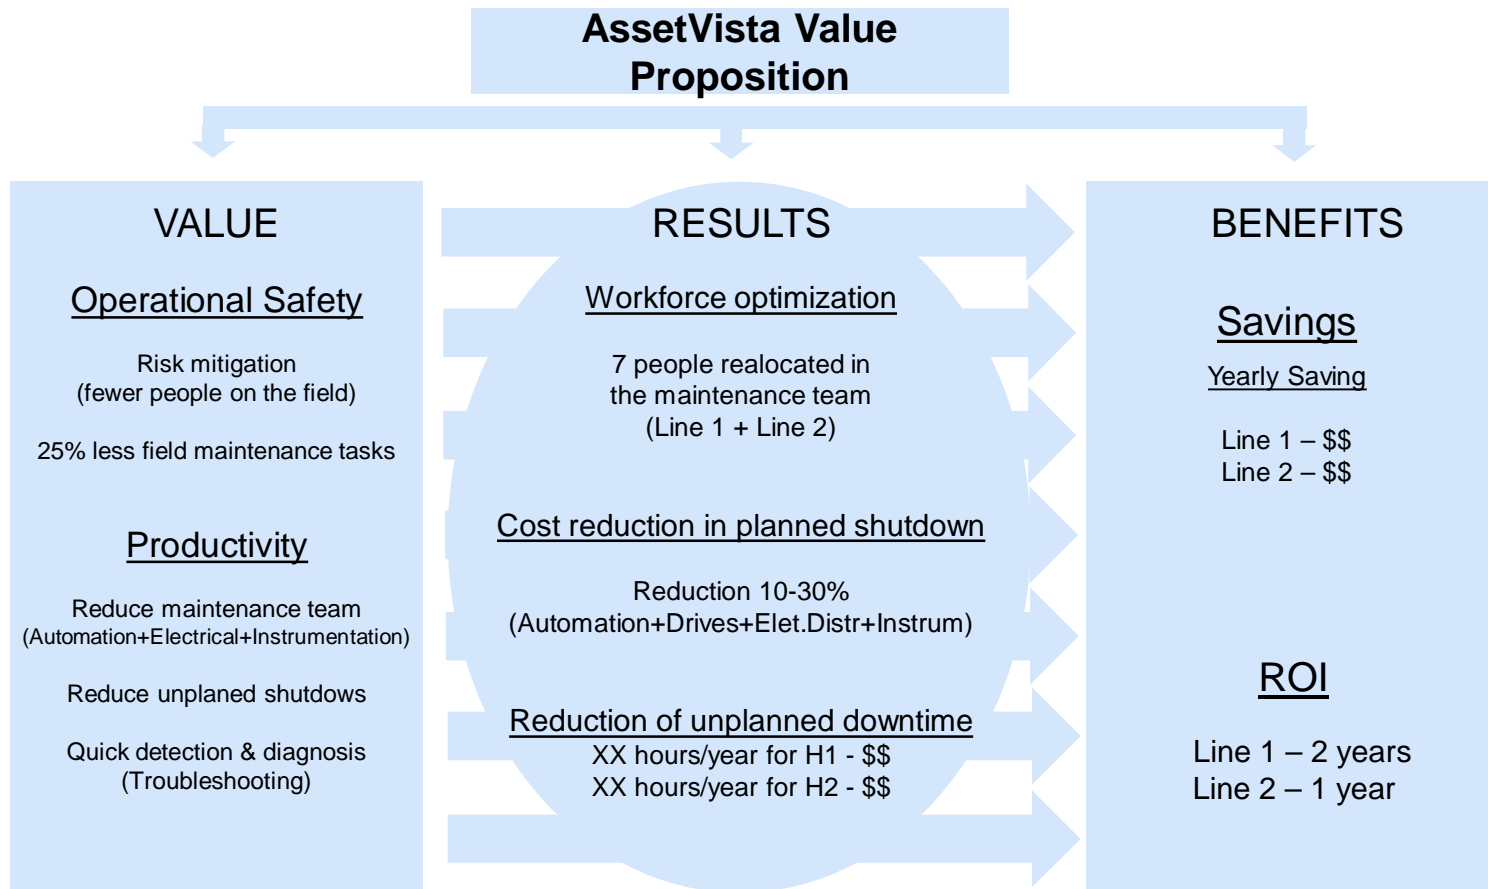 AssetVista Value
Proposition
VALUE
Operational Safety
Risk mitigation
(fewer people on the field)
25% less field maintenance tasks
Productivity
Reduce maintenance team
(Automation+Electrical+Instrumentation)
Reduce unplaned shutdows
Quick detection & diagnosis
(Troubleshooting)
RESULTS
Workforce optimization
7 people realocated in
the maintenance team
(Line 1 + Line 2)
Cost reduction in planned shutdown
Reduction 10-30%
(Automation+Drives+Elet.Distr+Instrum)
Reduction of unplanned downtime
XX hours/year for H1 - $$
XX hours/year for H2 - $$
BENEFITS
Savings
Yearly Saving
Line 1 – $$
Line 2 – $$
ROI
Line 1 – 2 years
Line 2 – 1 year